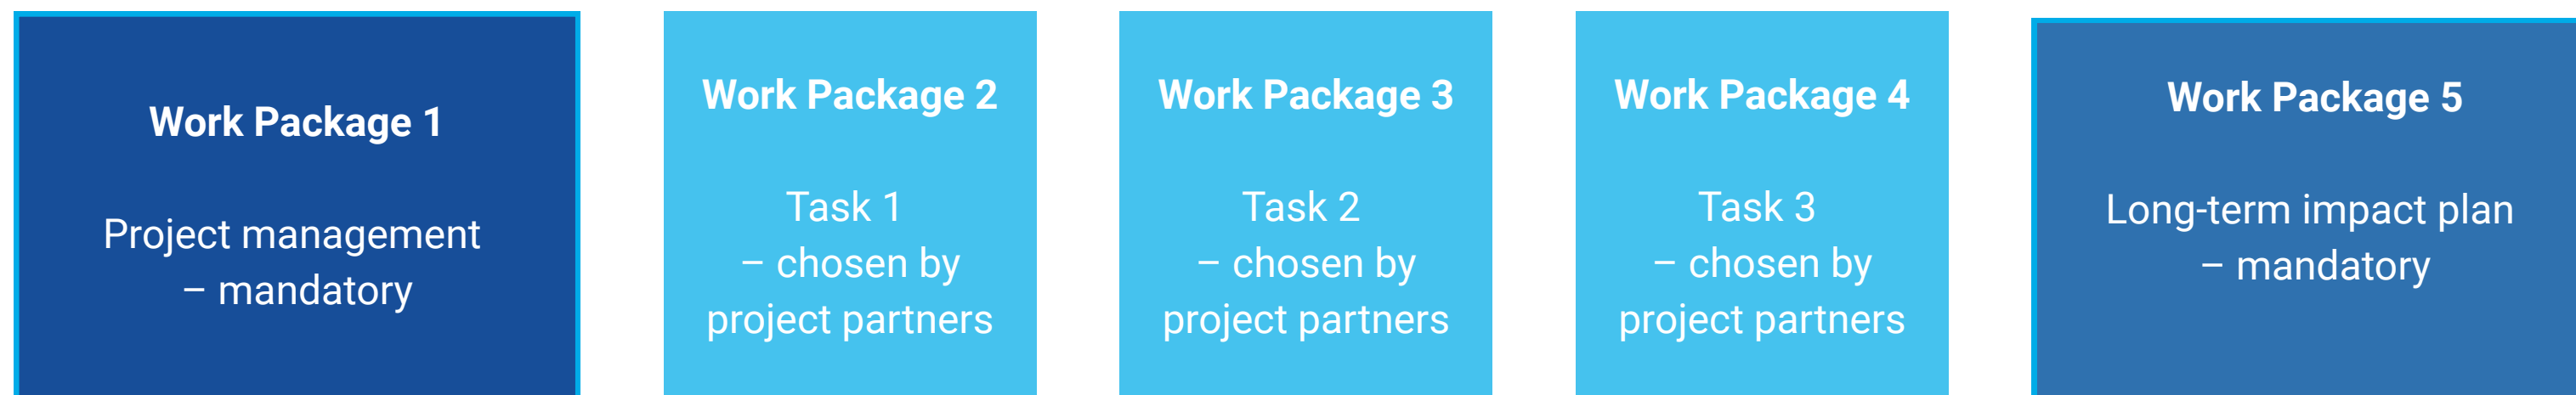 Work Package 1
Project management
– mandatory
Work Package 2
Task 1
– chosen by
project partners
Work Package 3
Task 2
– chosen by
project partners
Work Package 4
Task 3
– chosen by
project partners
Work Package 5
Long-term impact plan
– mandatory